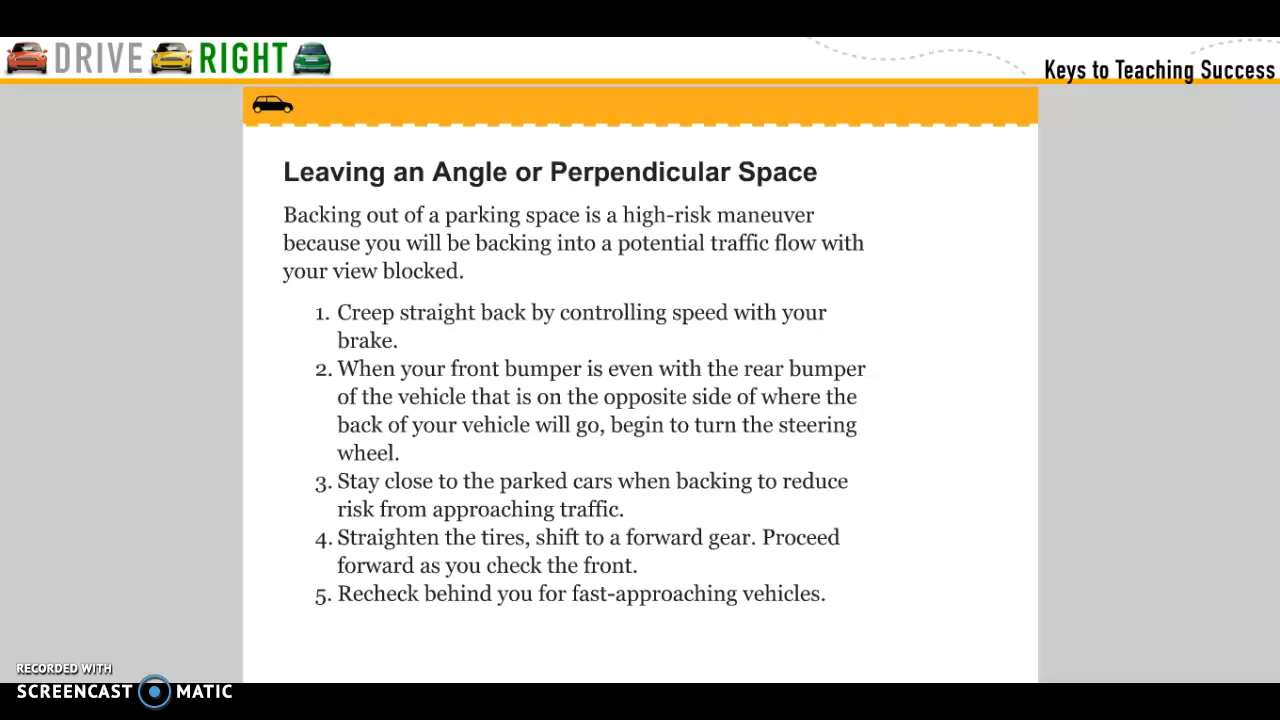 DRIVE RIGHT
Keys to Teaching Success
Leaving an Angle or Perpendicular Space
Backing out of a parking space is a high-risk maneuver
because you will be backing into a potential traffic flow with
your view blocked.
1. Creep straight back by controlling speed with your
brake.
2. When your front bumper is even with the rear bumper
of the vehicle that is on the opposite side of where the
back of your vehicle will go, begin to turn the steering
wheel.
3. Stay close to the parked cars when backing to reduce
risk from approaching traffic.
4. Straighten the tires, shift to a forward gear. Proceed
forward as you check the front.
5. Recheck behind you for fast-approaching vehicles.
RECORDED WITH
SCREENCAST MATIC